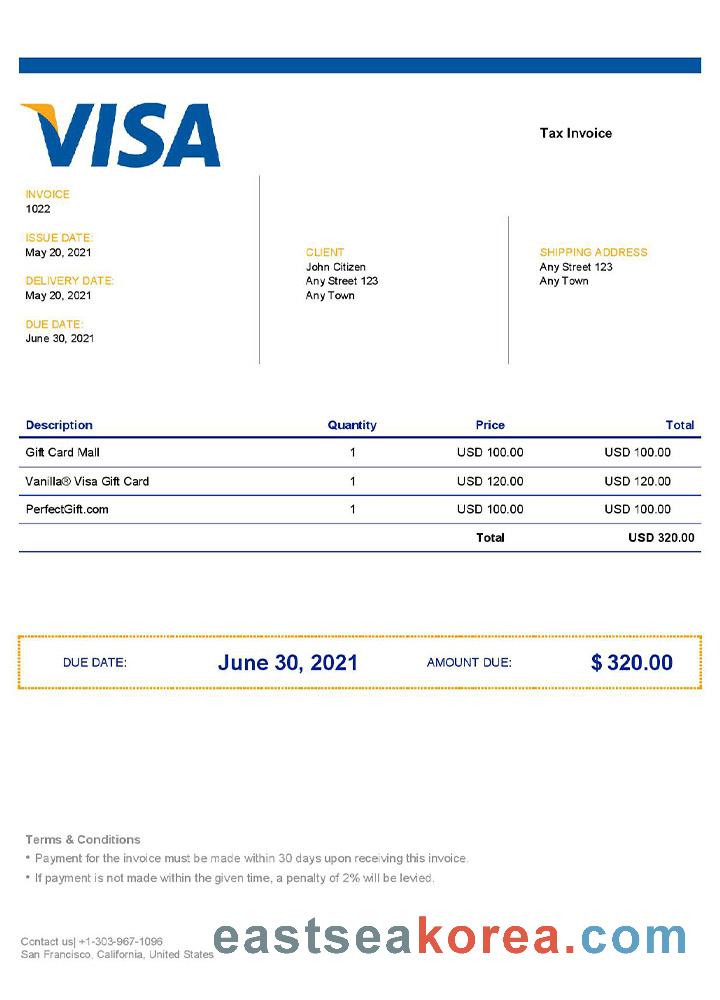 VISA
Tax Invoice
INVOICE
1022
ISSUE DATE:
May 20, 2021
DELIVERY DATE:
May 20, 2021
DUE DATE:
June 30, 2021
CLIENT
John Citizen
Any Street 123
Any Town
SHIPPING ADDRESS
Any Street 123
Any Town
Description Quantity Price Total
Gift Card Mall 1 USD 100.00 USD 100.00
Vanilla® Visa Gift Card 1 USD 120.00 USD 120.00
PerfectGift.com 1 USD 100.00 USD 100.00
Total USD 320.00
DUE DATE: June 30, 2021 AMOUNT DUE: $ 320.00
Terms & Conditions
• Payment for the invoice must be made within 30 days upon receiving this invoice.
• If payment is not made within the given time, a penalty of 2% will be levied.
Contact us| +1-303-967-1096
San Francisco, California, United States
eastseakorea.com